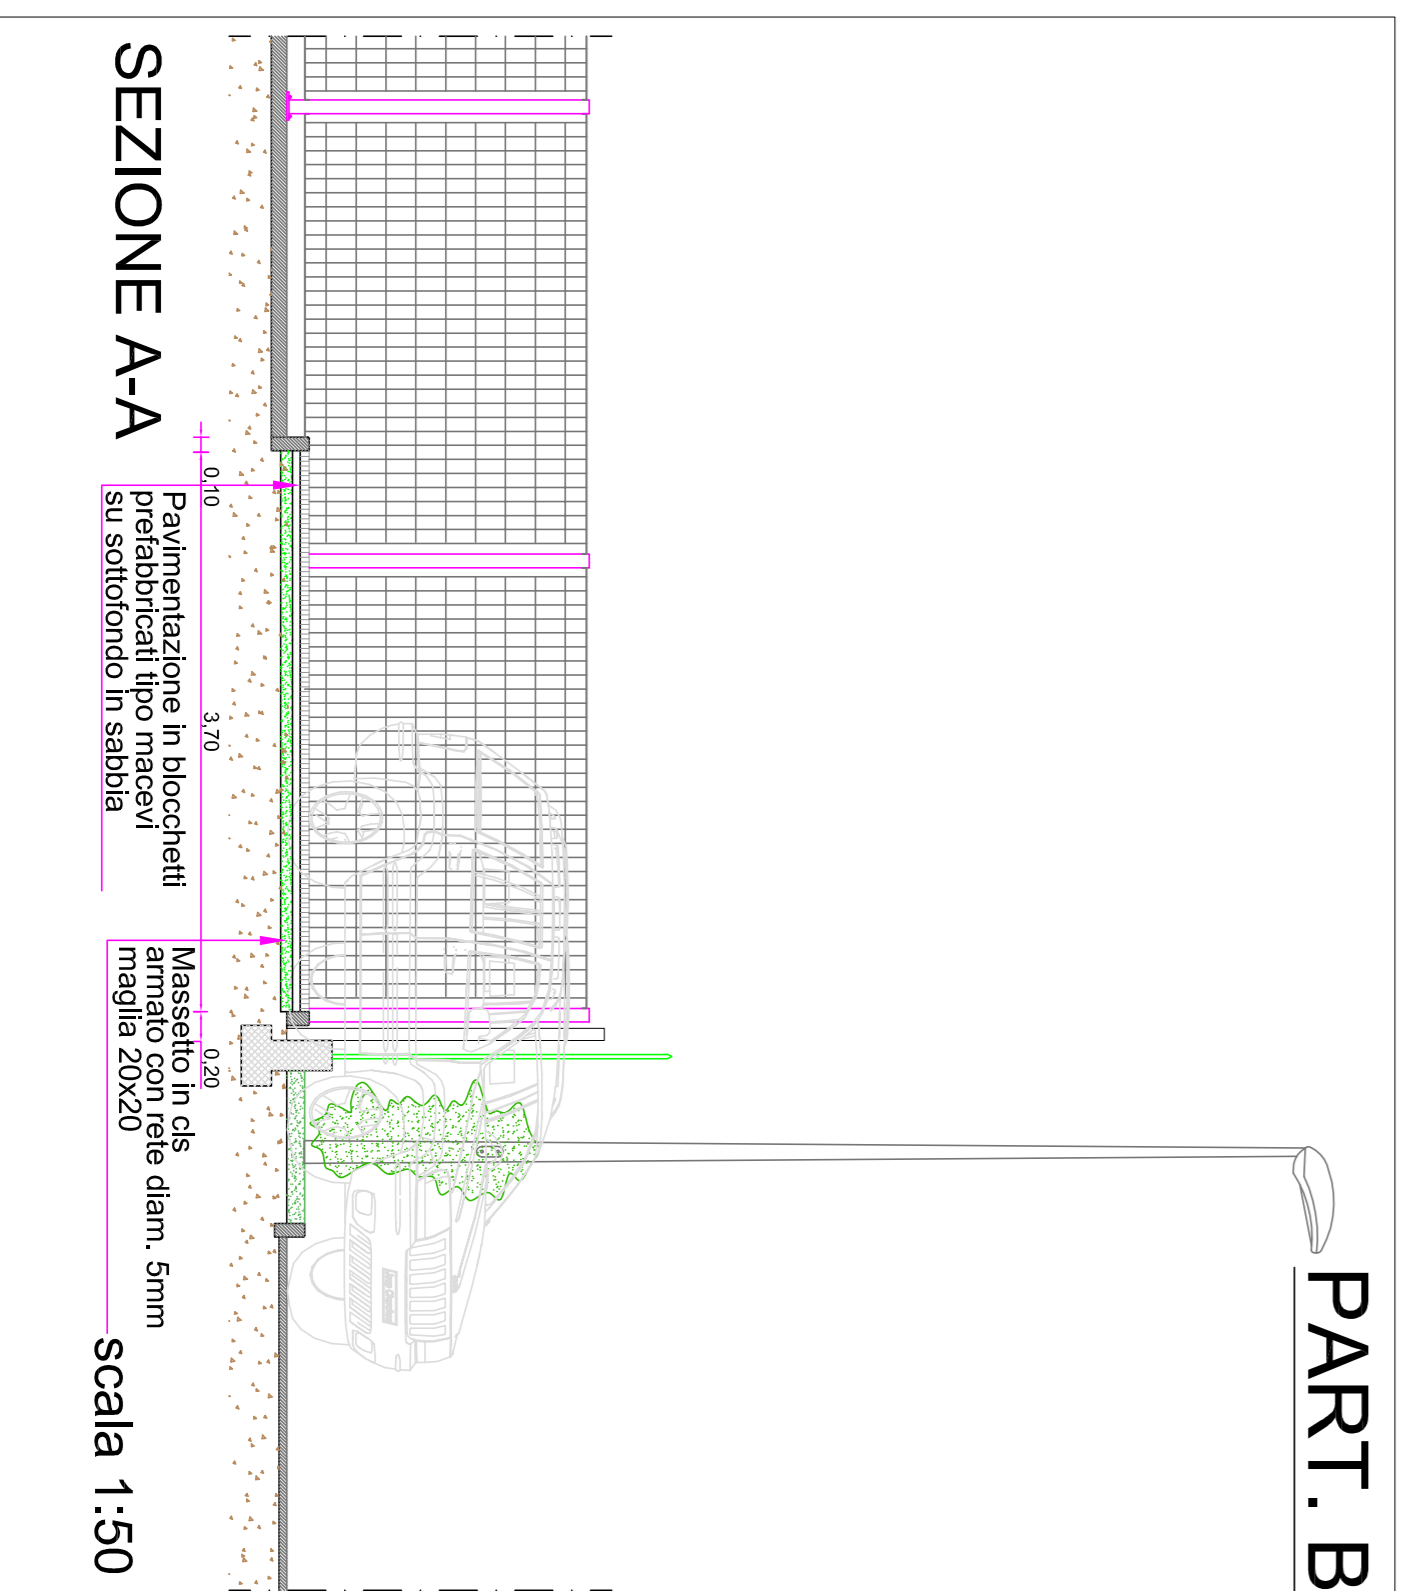 PART. B
0,10
3,70
0,20
Pavimentazione in blocchetti
prefabbricati tipo macevi
su sottofondo in sabbia
Massetto in cls
armato con rete diam. 5mm
maglia 20x20
SEZIONE A-A
scala 1:50